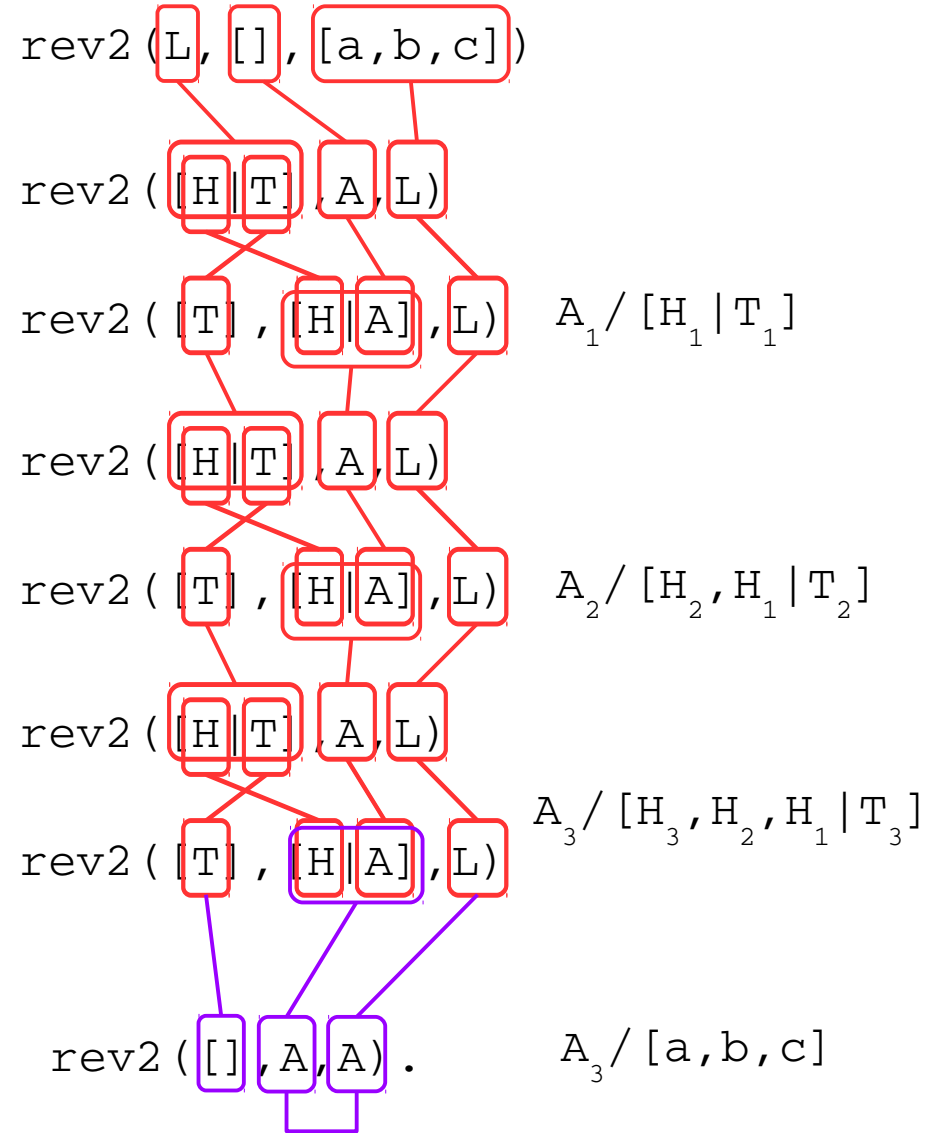 rev2(L,[],[a,b,c])
rev2([H|T],A,L)
rev2([T],[H|A],L) A₁/[H₁|T₁]
rev2([H|T],A,L)
rev2([T],[H|A],L) A₂/[H₂,H₁|T₂]
rev2([H|T],A,L)
A₃/[H₃,H₂,H₁|T₃]
rev2([T],[H|A],L)
rev2([],A,A). A₃/[a,b,c]